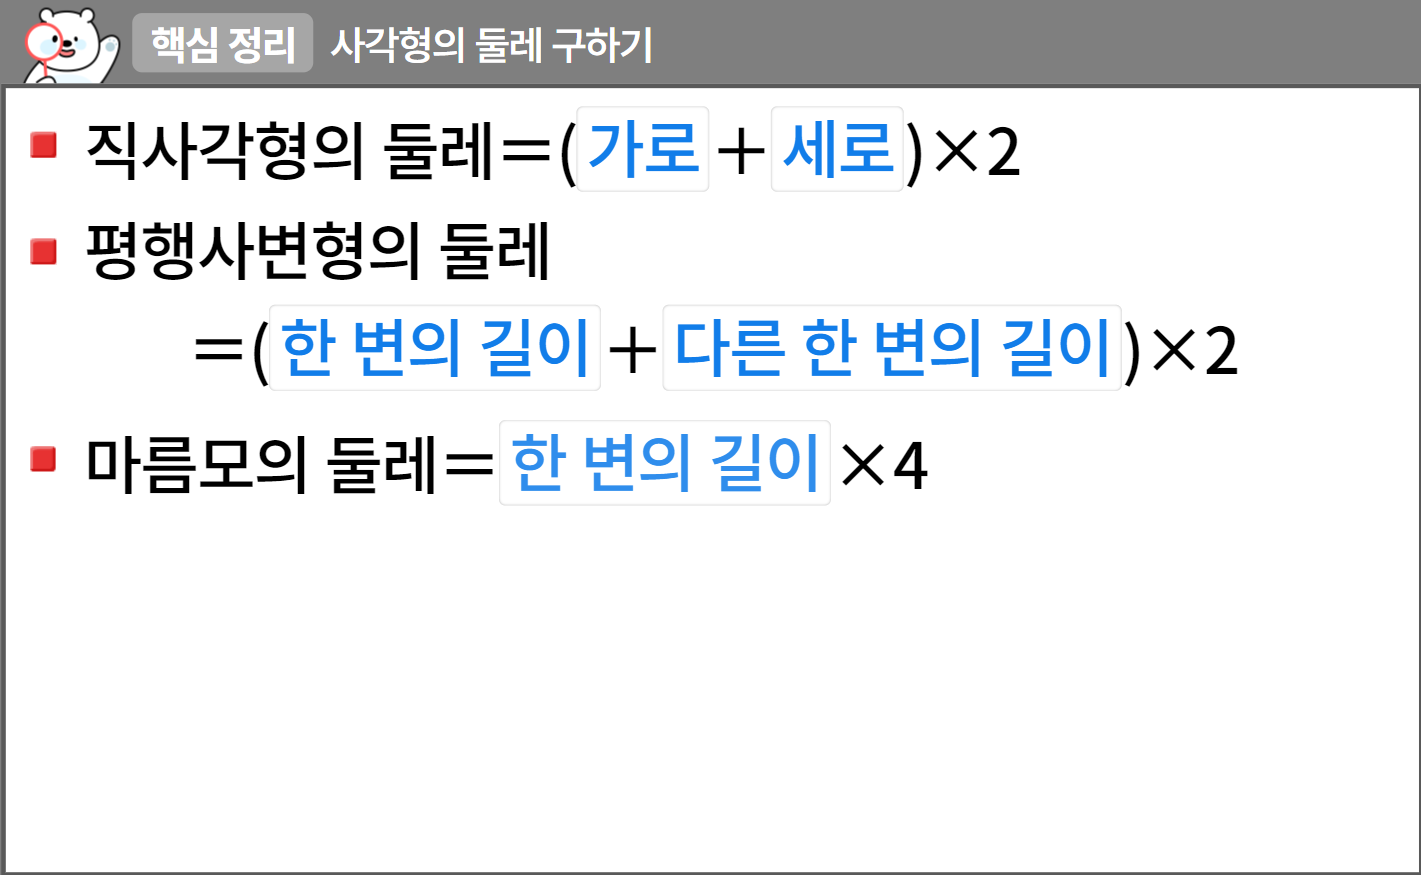 핵심 정리 사각형의 둘레 구하기
직사각형의 둘레=(가로+세로)×2
평행사변형의 둘레
=(한 변의 길이+다른 한 변의 길이)×2
마름모의 둘레=한 변의 길이×4